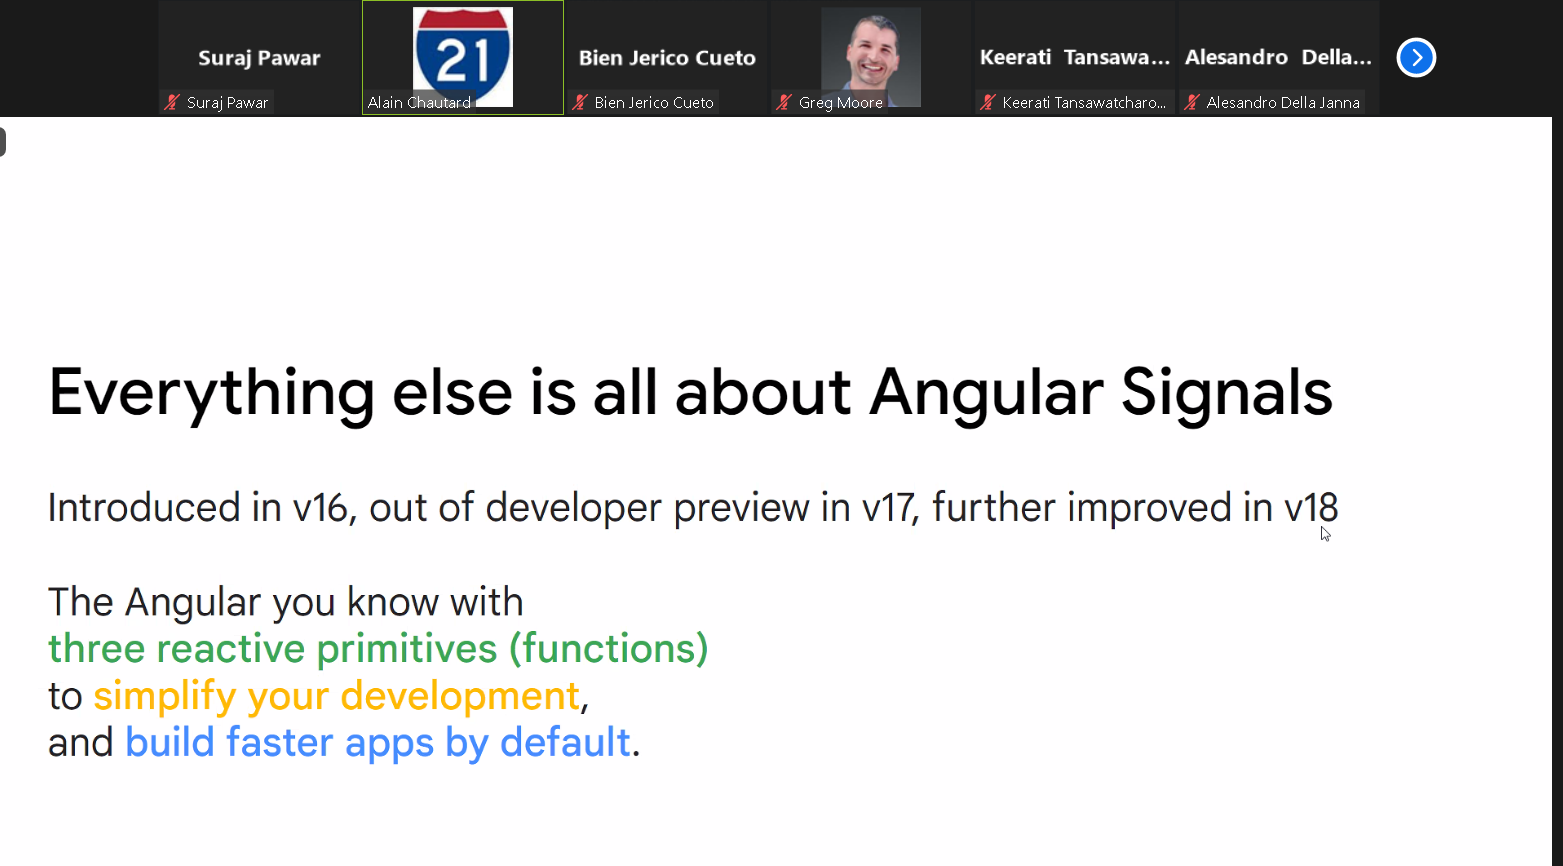 Suraj Pawar
21
Bien Jerico Cueto
Keerati Tansawa...
Alesandro Della...
Suraj Pawar
Alain Chautard
Bien Jerico Cueto
Greg Moore
Keerati Tansawatcharo...
Alesandro Della Janna
Everything else is all about Angular Signals
Introduced in v16, out of developer preview in v17, further improved in v18
The Angular you know with
three reactive primitives (functions)
to simplify your development,
and build faster apps by default.